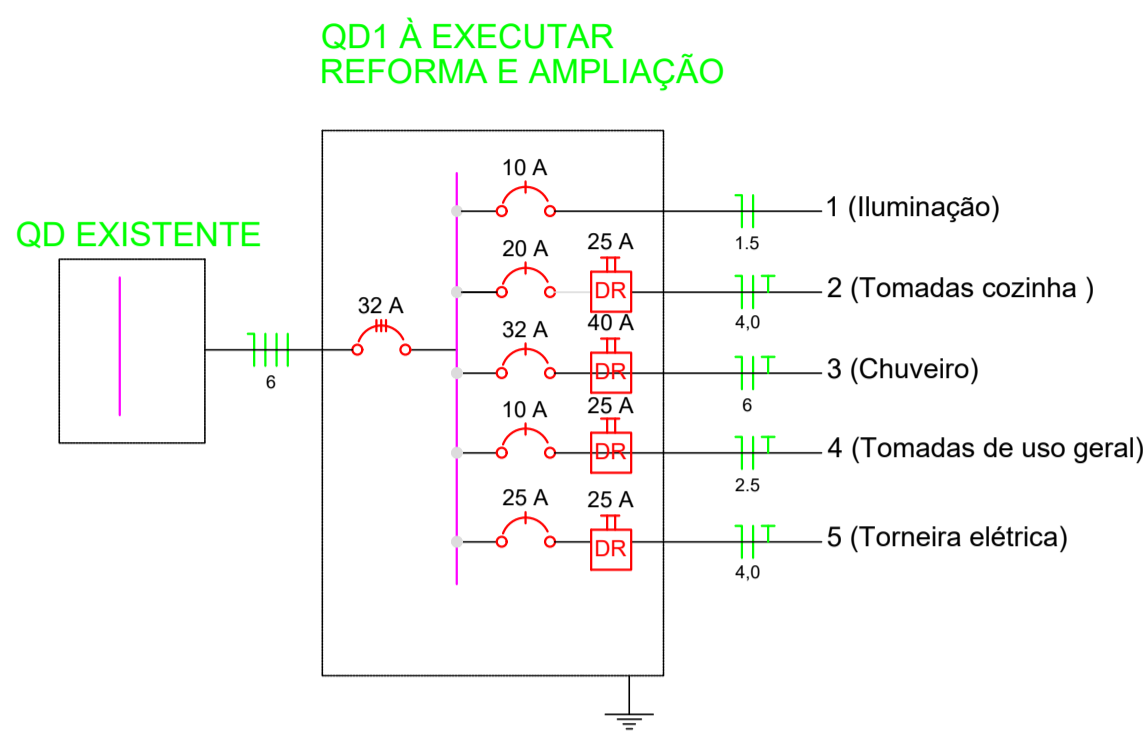 QD1 À EXECUTAR
REFORMA E AMPLIAÇÃO
QD EXISTENTE
6
32 A
10 A
1.5
1 (Iluminação)
20 A
25 A
DR
4,0
2 (Tomadas cozinha )
32 A
40 A
DR
6
3 (Chuveiro)
10 A
25 A
DR
2.5
4 (Tomadas de uso geral)
25 A
25 A
DR
4,0
5 (Torneira elétrica)